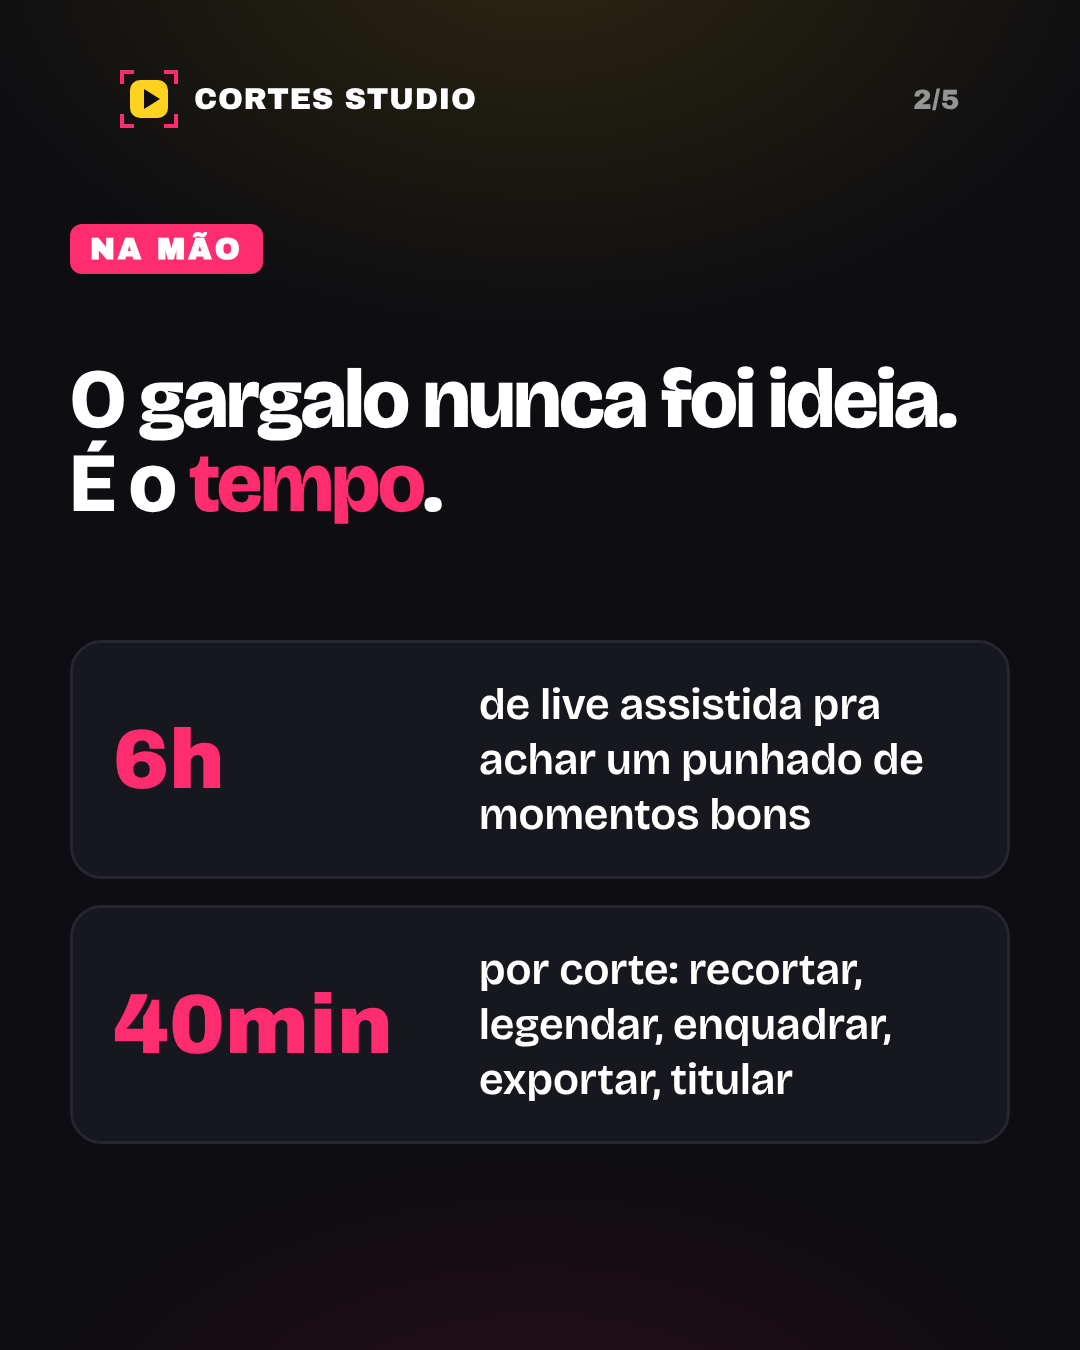 CORTES STUDIO
2/5
NA MÃO
O gargalo nunca foi ideia.
É o tempo.
6h
de live assistida pra
achar um punhado de
momentos bons
40min
por corte: recortar,
legendar, enquadrar,
exportar, titular